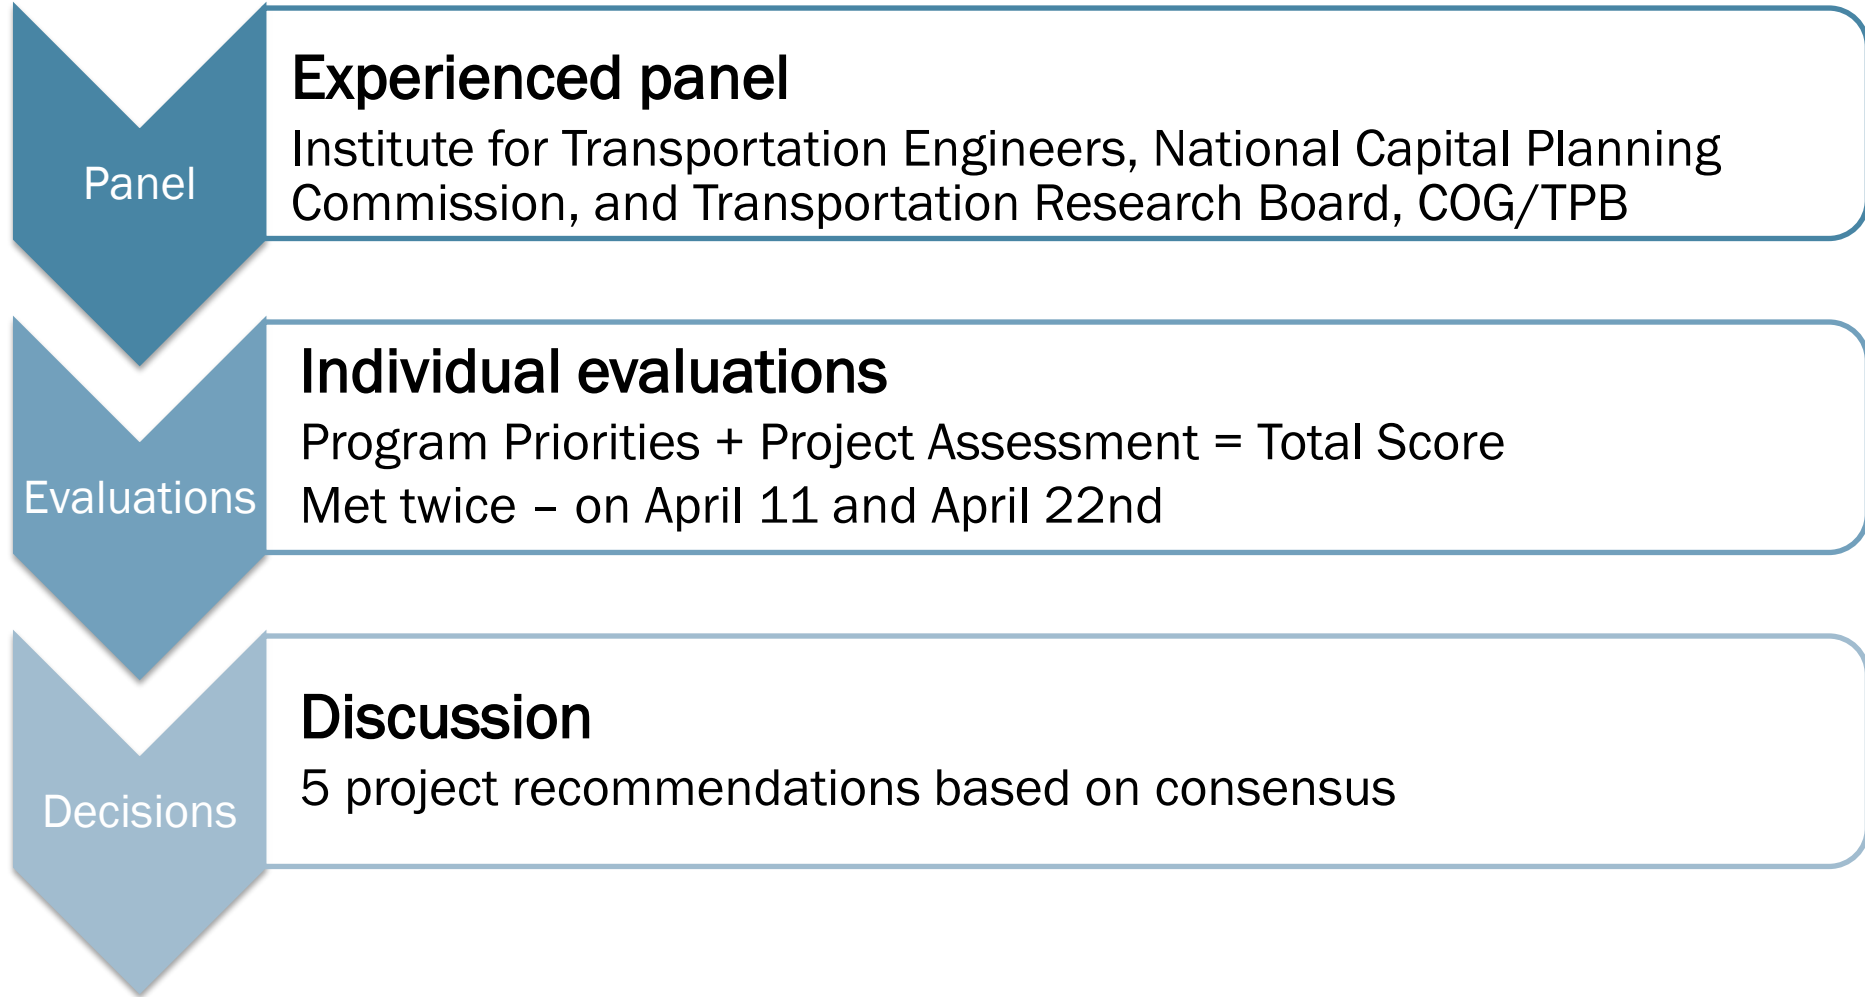 Panel
Experienced panel
Institute for Transportation Engineers, National Capital Planning
Commission, and Transportation Research Board, COG/TPB
Evaluations
Individual evaluations
Program Priorities + Project Assessment = Total Score
Met twice – on April 11 and April 22nd
Decisions
Discussion
5 project recommendations based on consensus